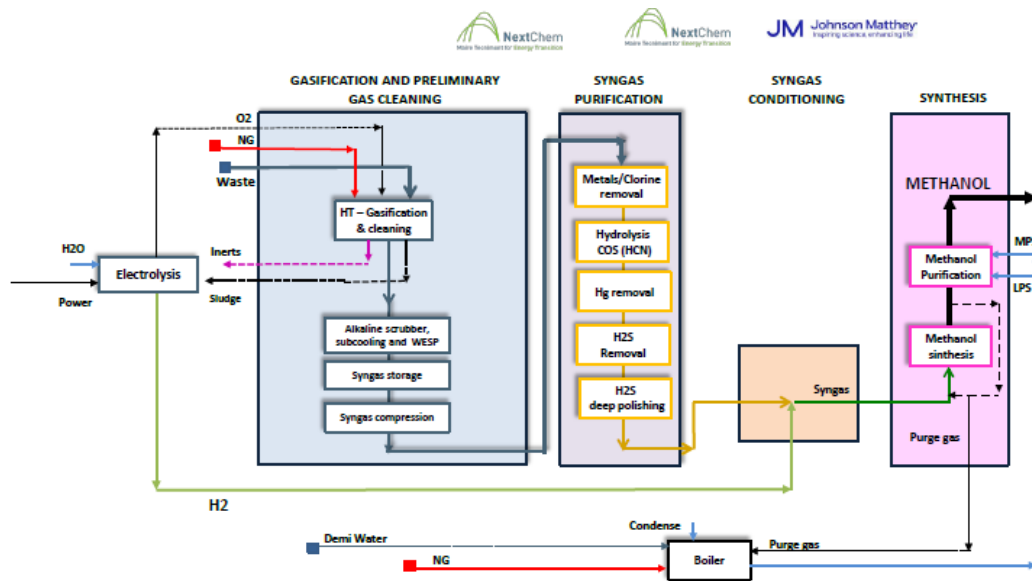 NextChem
Maire Tecnimont for Energy Transition
NextChem
Maire Tecnimont for Energy Transition
JM Johnson Matthey
Inspiring science, enhancing life
GASIFICATION AND PRELIMINARY
GAS CLEANING
SYNGAS
PURIFICATION
SYNGAS
CONDITIONING
SYNTHESIS
O2
NG
Waste
HT – Gasification
& cleaning
Metals/Clorine
removal
METHANOL
H2O
Electrolysis
Power
Inerts
Sludge
Hydrolysis
COS (HCN)
Hg removal
Methanol
Purification
MP
LPS
Alkaline scrubber,
subcooling and WESP
Syngas storage
Syngas compression
H2S
Removal
H2S
deep polishing
Methanol
sinthesis
Syngas
Purge gas
H2
Demi Water
NG
Condense
Boiler
Purge gas